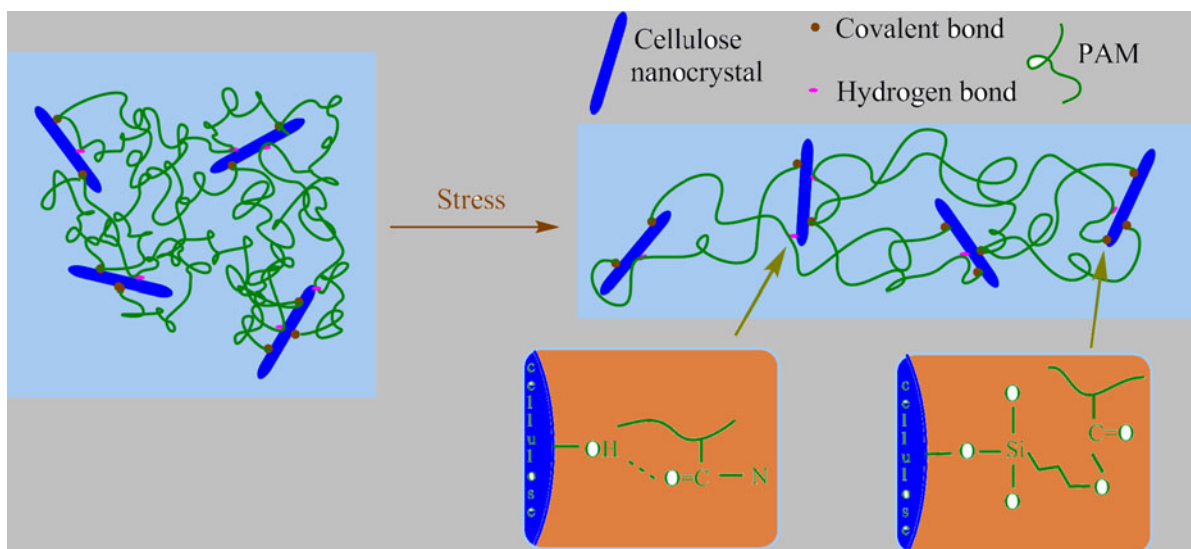 Cellulose
nanocrystal
Covalent bond
Hydrogen bond
PAM
Stress
cellulose
OH
O=C-N
cellulose
O
O-Si
O
C=O
O